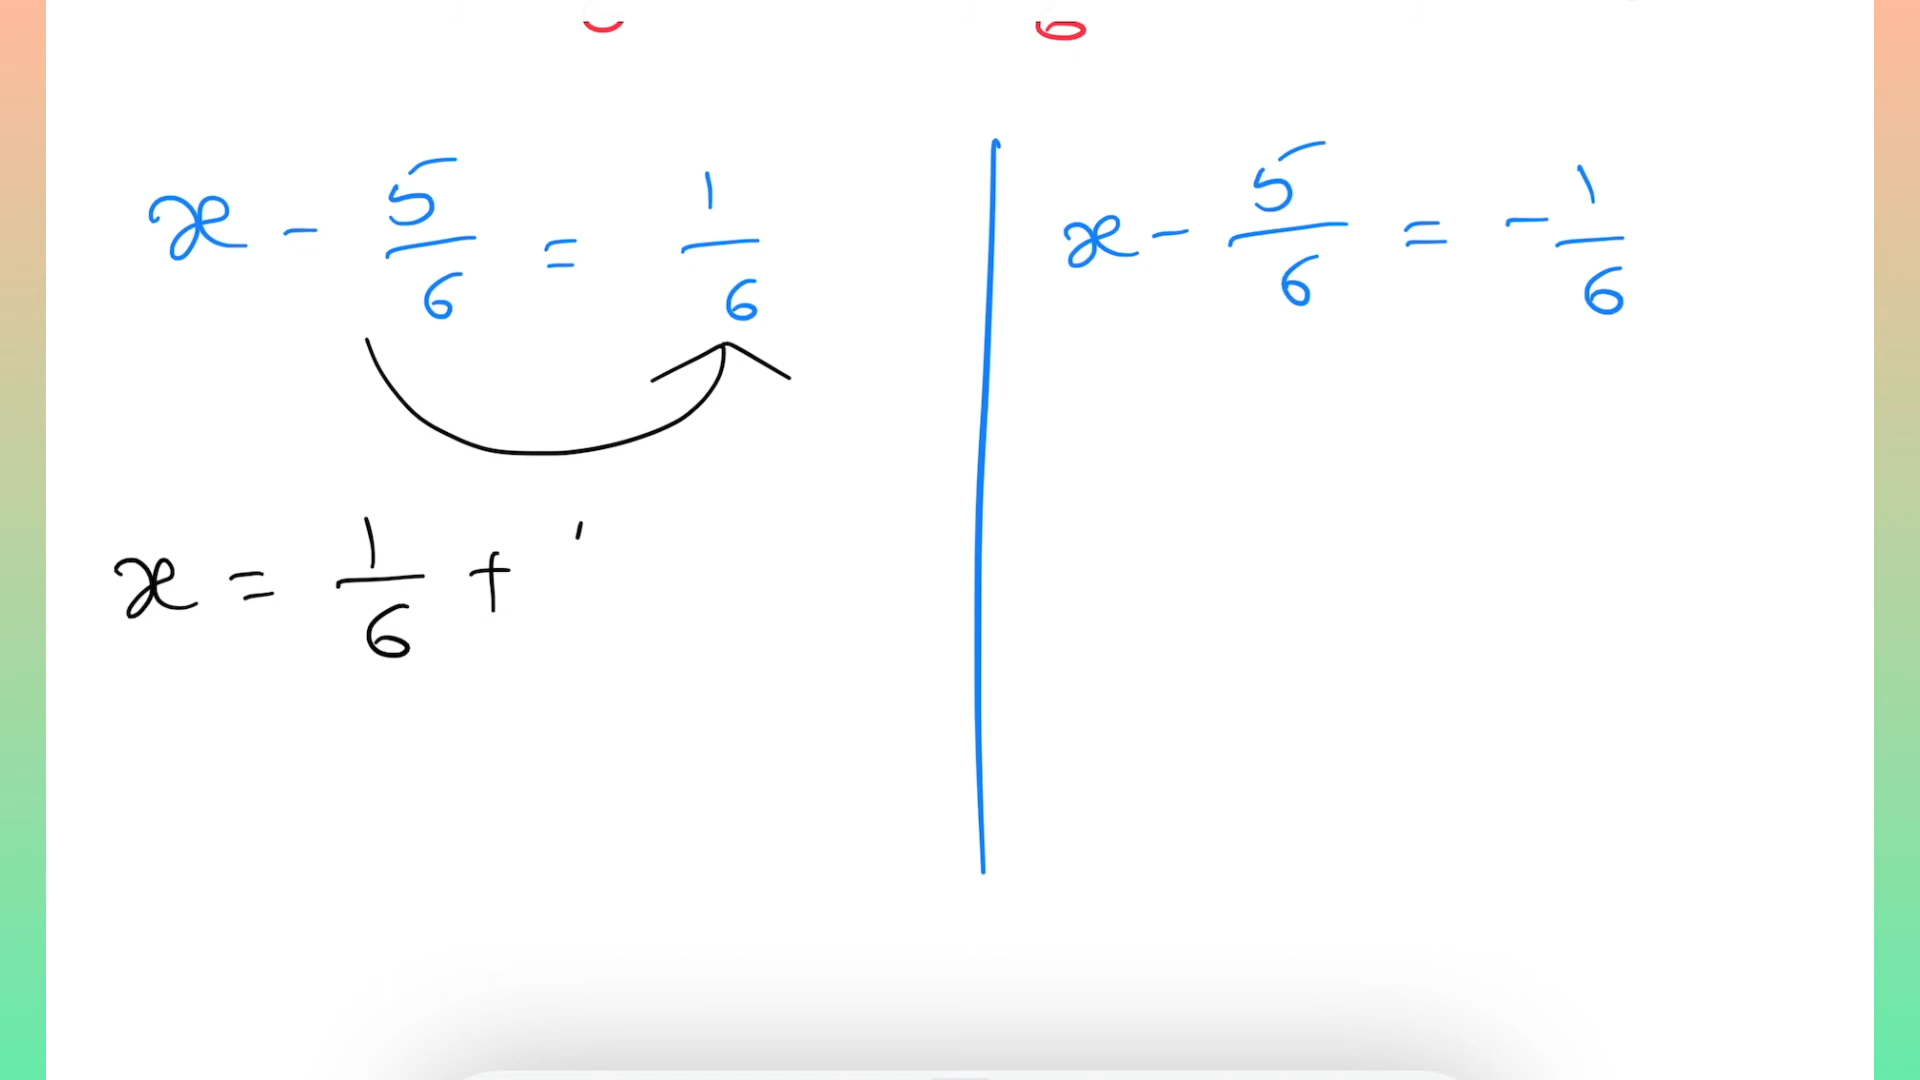 x - 5/6 = 1/6
x - 5/6 = - 1/6
x = 1/6 +